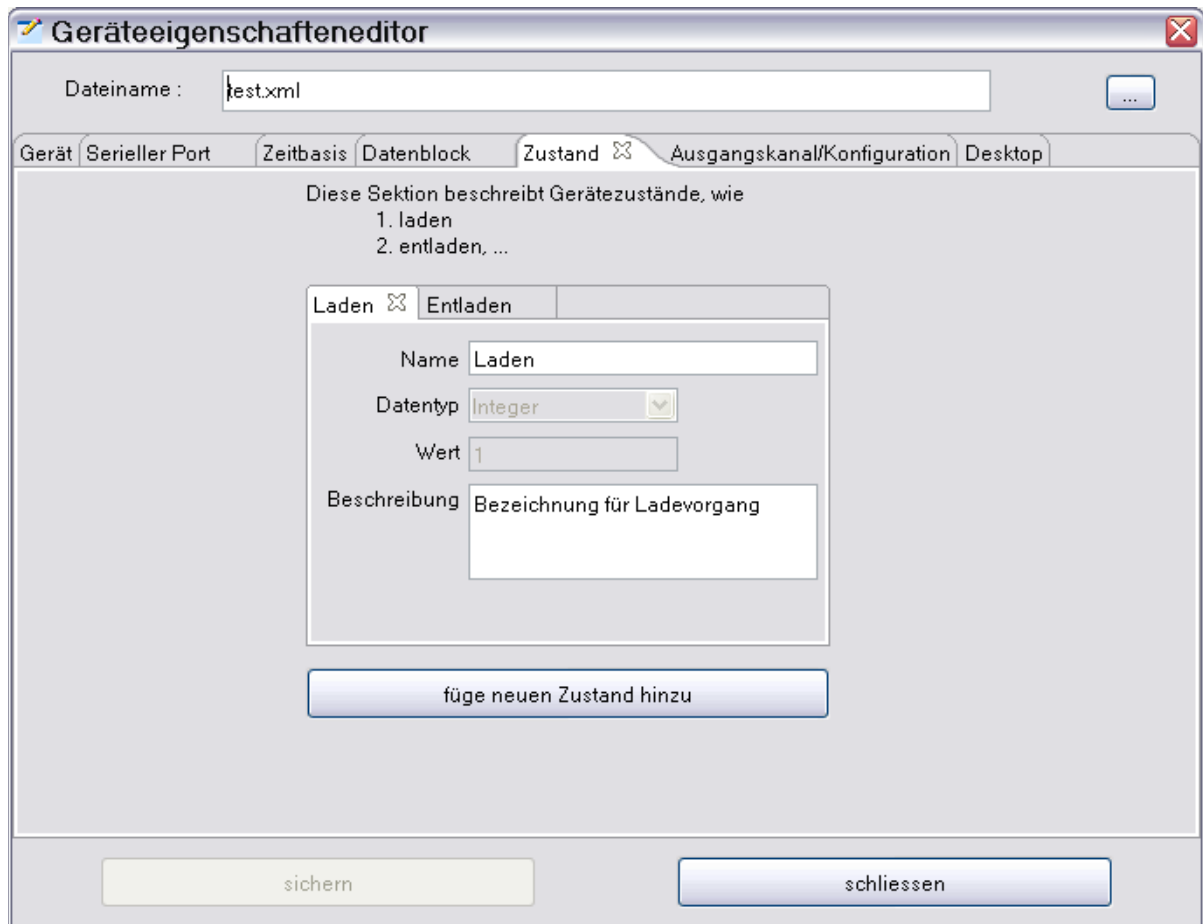 Geräteeigenschafteneditor
Dateiname : test.xml ...
Gerät Serieller Port Zeitbasis Datenblock Zustand Ausgangskanal/Konfiguration Desktop
Diese Sektion beschreibt Gerätezustände, wie
1. laden
2. entladen, ...
Laden Entladen
Name Laden
Datentyp Integer
Wert 1
Beschreibung Bezeichnung für Ladevorgang
füge neuen Zustand hinzu
sichern schliessen